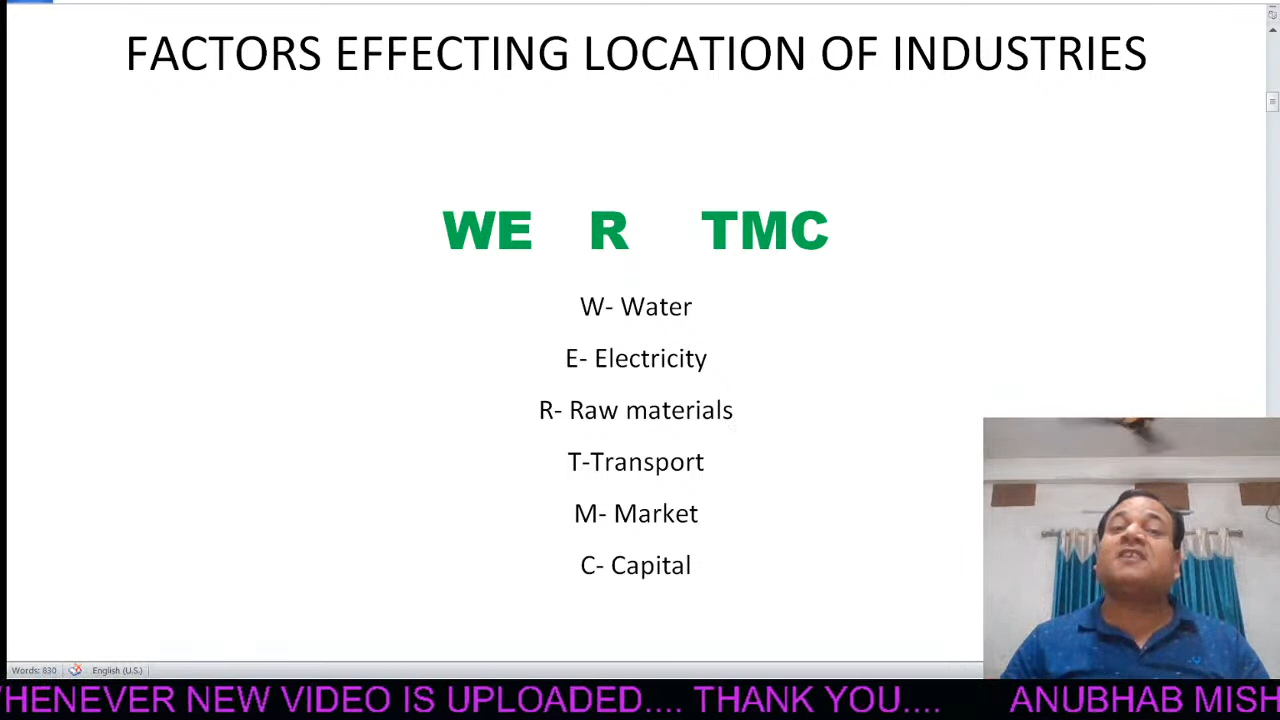 FACTORS EFFECTING LOCATION OF INDUSTRIES
WE R TMC
W- Water
E- Electricity
R- Raw materials
T-Transport
M- Market
C- Capital
Words: 830 English (U.S.)
HENEVER NEW VIDEO IS UPLOADED.... THANK YOU.... ANUBHAB MISH